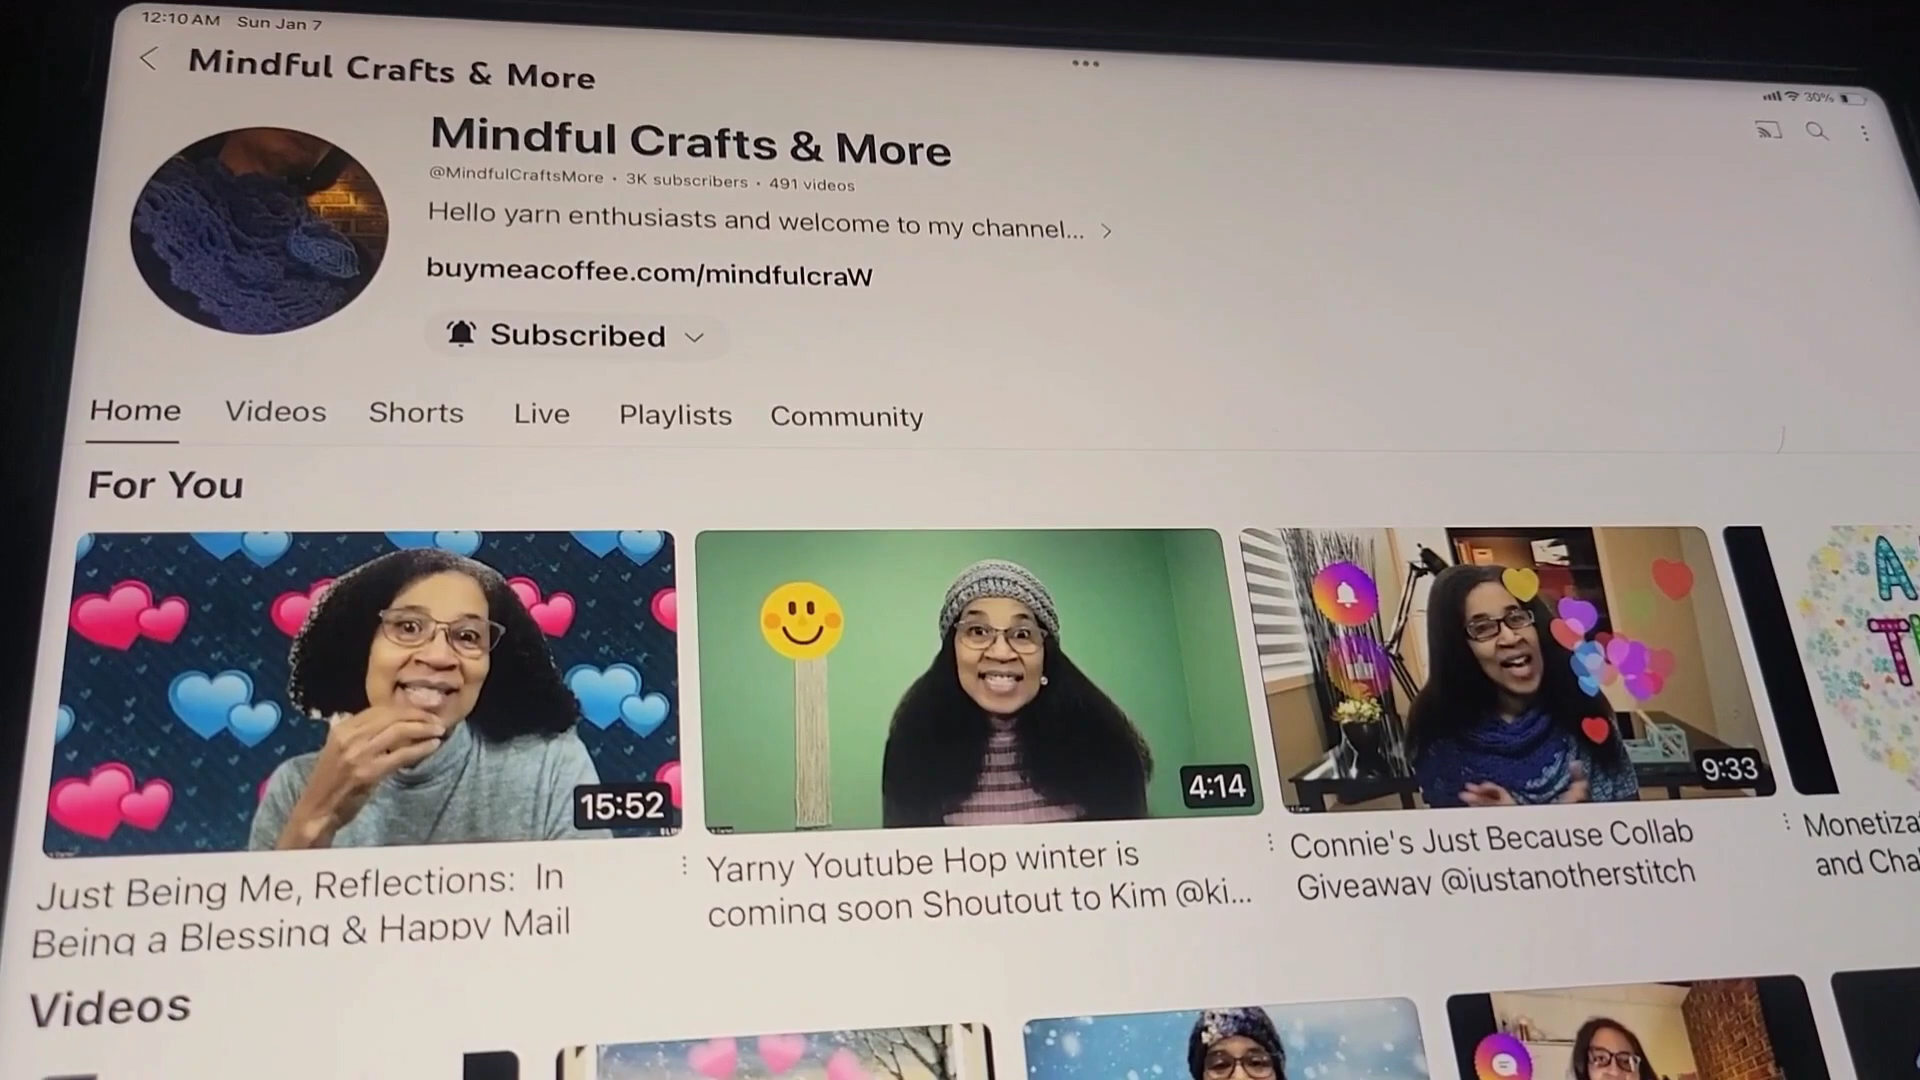 12:10 AM Sun Jan 7
Mindful Crafts & More
30%
Mindful Crafts & More
@MindfulCraftsMore • 3K subscribers • 491 videos
Hello yarn enthusiasts and welcome to my channel...
buymeacoffee.com/mindfulcraW
Subscribed
Home Videos Shorts Live Playlists Community
For You
15:52
4:14
9:33
Just Being Me, Reflections: In
Being a Blessing & Happy Mail
Yarny Youtube Hop winter is
coming soon Shoutout to Kim @ki...
Connie's Just Because Collab
Giveaway @justanotherstitch
Monetiza
and Cha
Videos